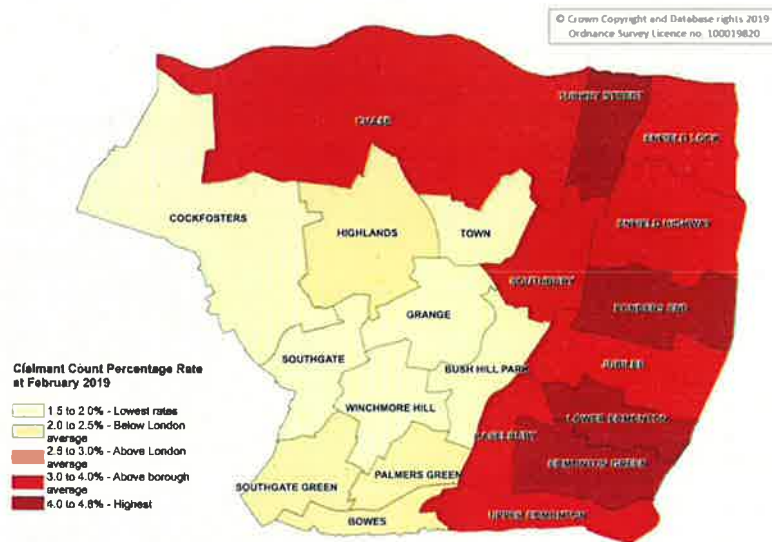 © Crown Copyright and Database rights 2019
Ordnance Survey Licence no. 100019820
TURKEY STREET
CHASE
ENFIELD LOCK
COCKFOSTERS
HIGHLANDS
TOWN
ENFIELD HIGHWAY
SOUTHBURY
PONDERS END
GRANGE
SOUTHGATE
BUSH HILL PARK
JUBILEE
WINCHMORE HILL
LOWER EDMONTON
HASELBURY
EDMONTON GREEN
PALMERS GREEN
SOUTHGATE GREEN
BOWES
UPPER EDMONTON
Claimant Count Percentage Rate
at February 2019
1.5 to 2.0% - Lowest rates
2.0 to 2.5% - Below London
average
2.5 to 3.0% - Above London
average
3.0 to 4.0% - Above borough
average
4.0 to 4.8% - Highest